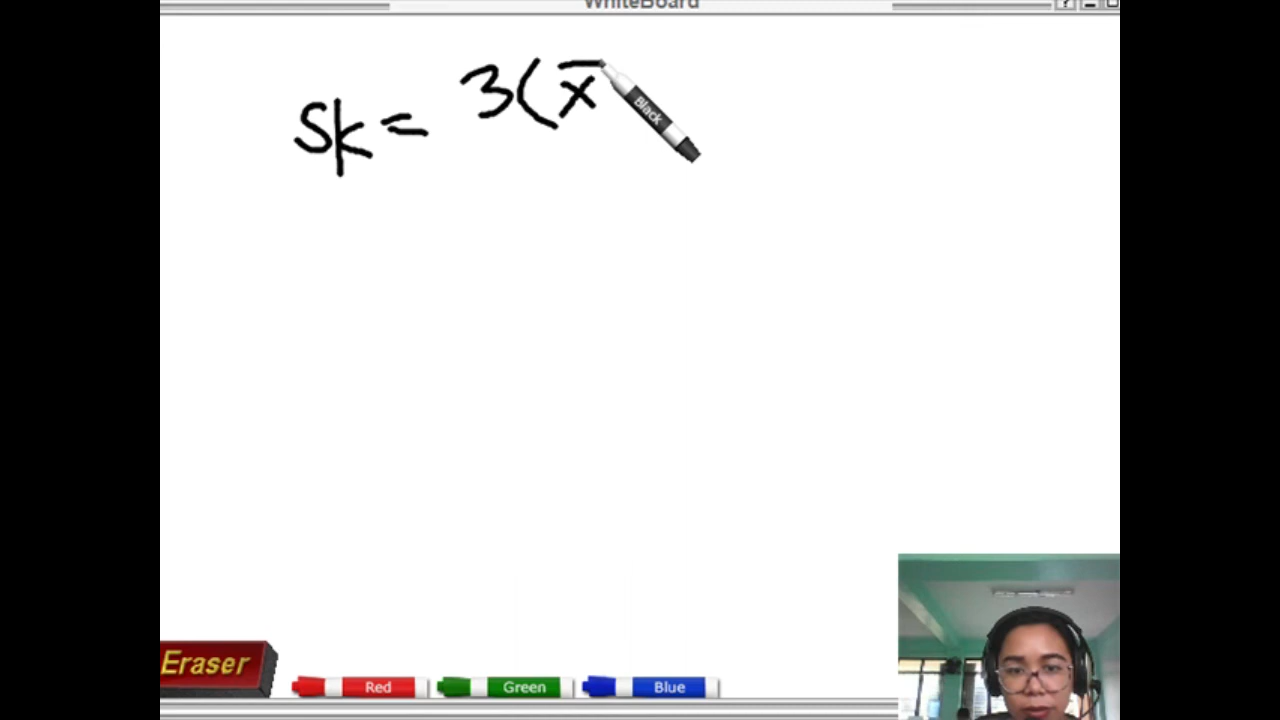 WhiteBoard
?
Sk = 3(x̄
Black
Eraser
Red Green Blue